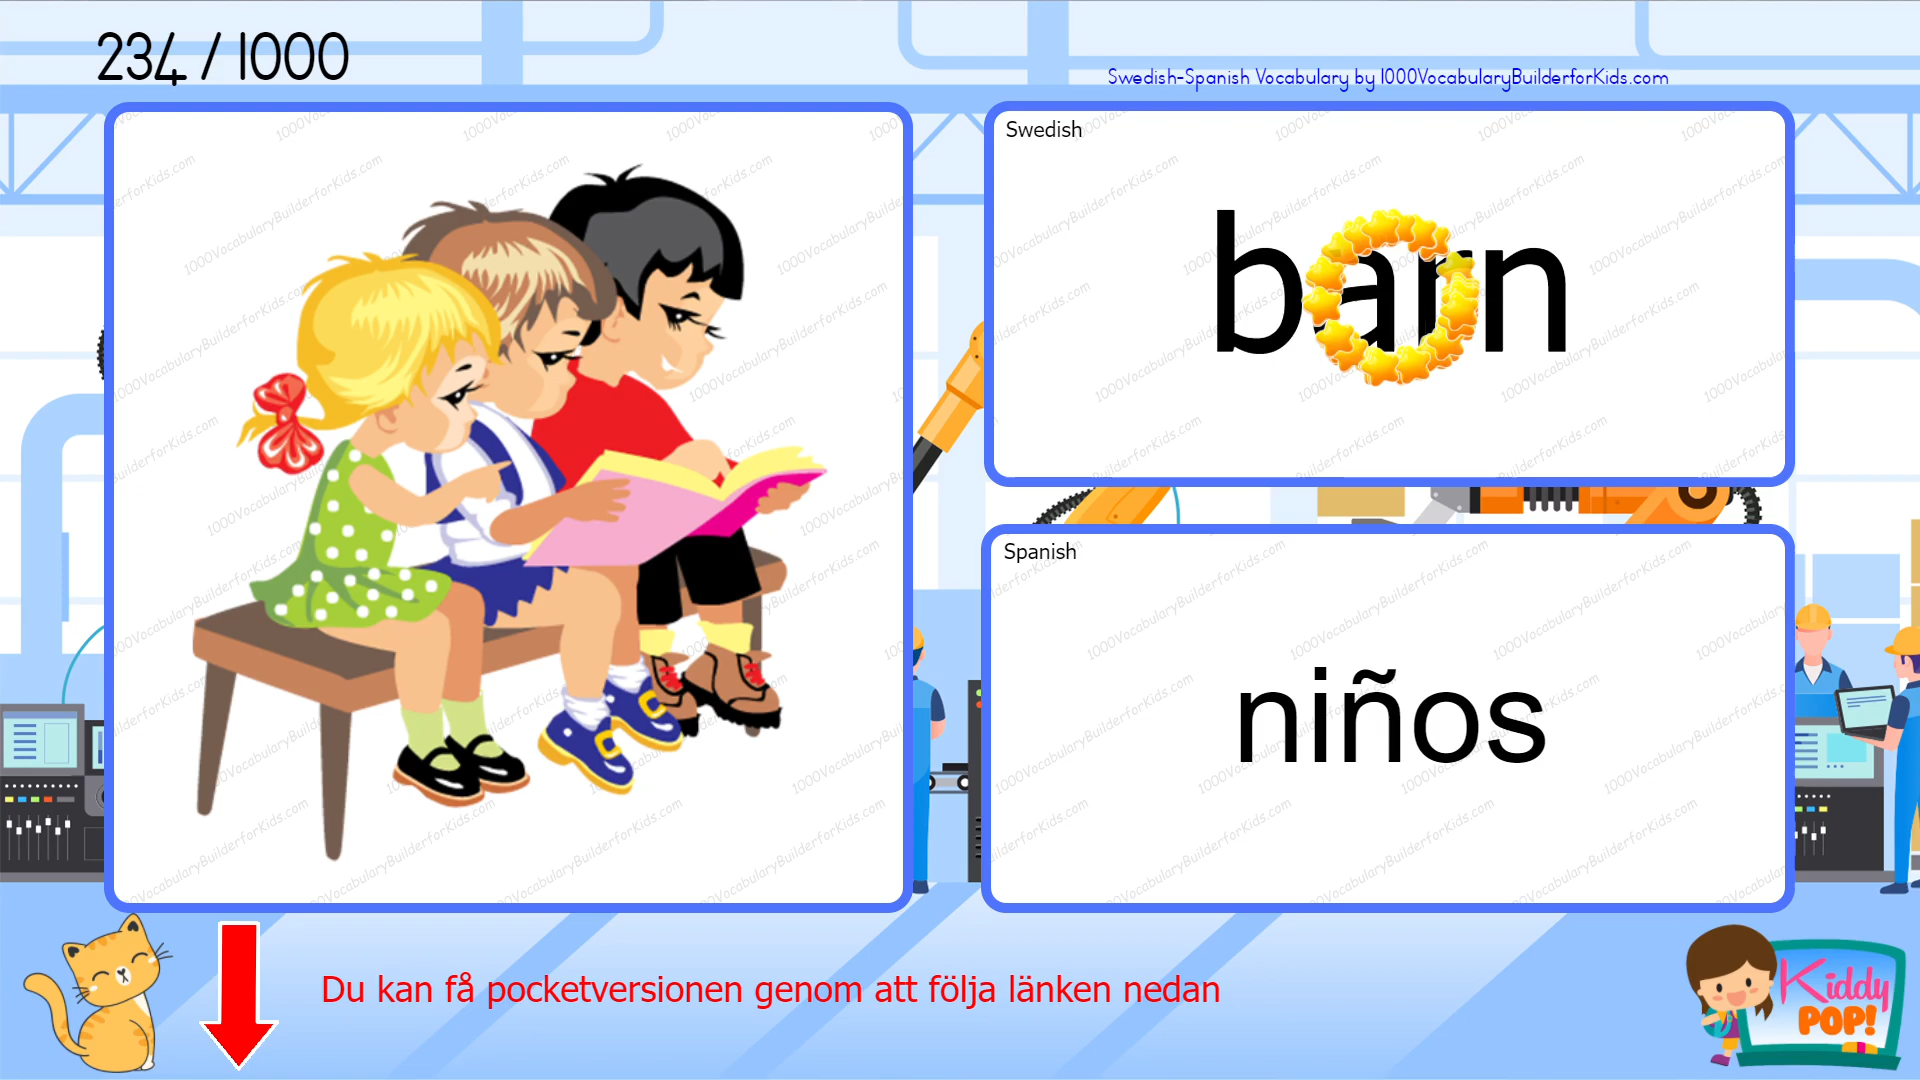 234 / 1000
Swedish-Spanish Vocabulary by 1000VocabularyBuilderforKids.com
Swedish
barn
Spanish
niños
Du kan få pocketversionen genom att följa länken nedan
Kiddy
POP!